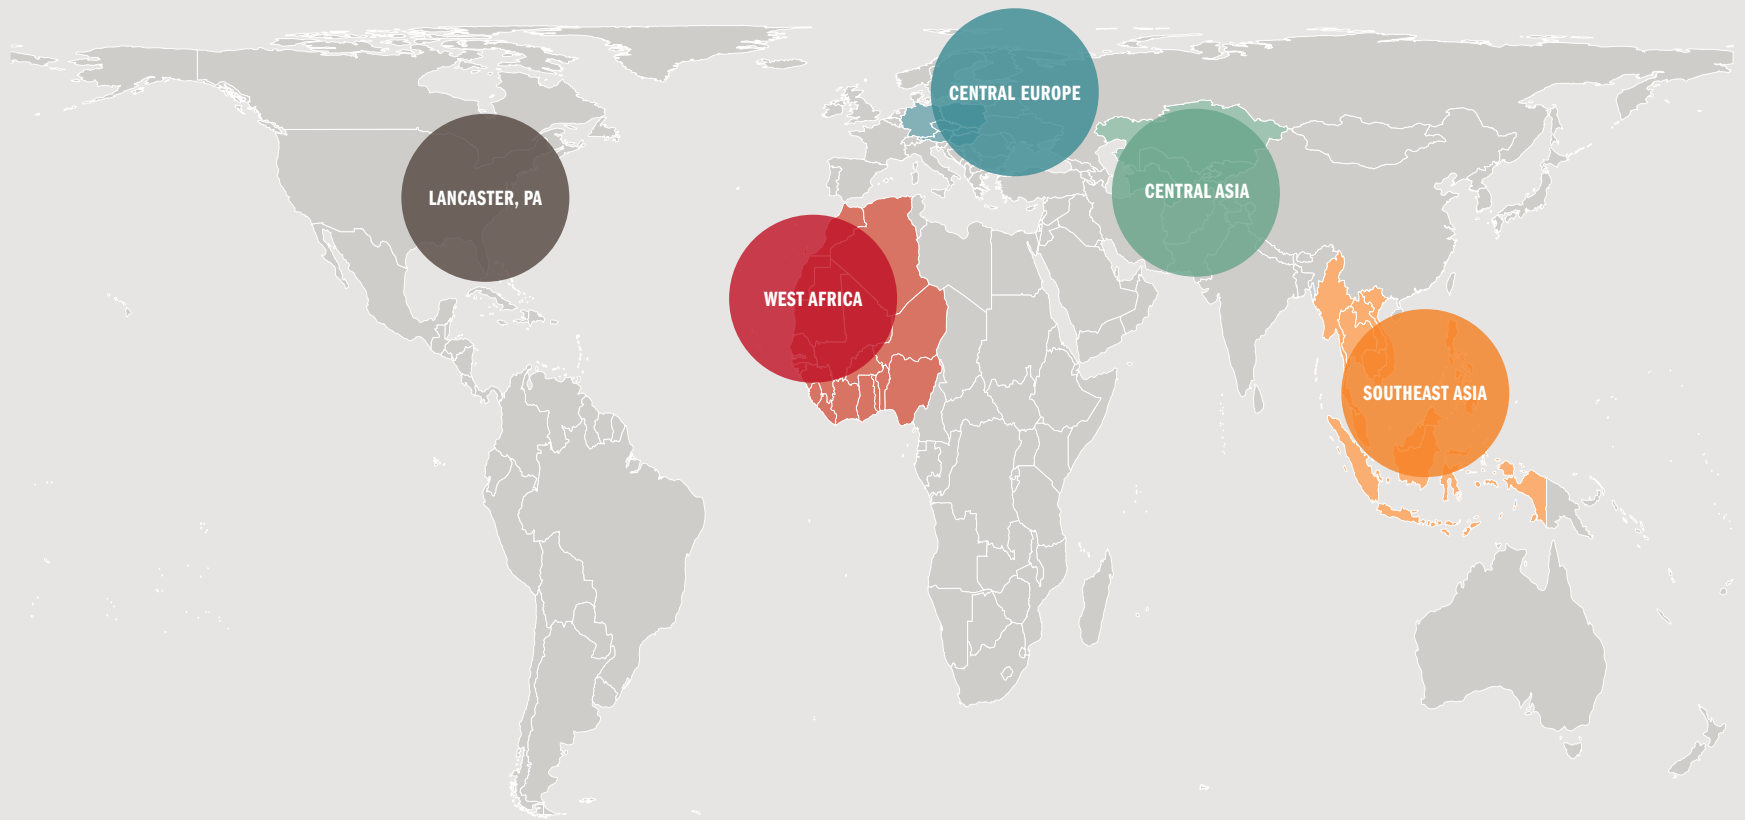 CENTRAL EUROPE
CENTRAL ASIA
LANCASTER, PA
WEST AFRICA
SOUTHEAST ASIA